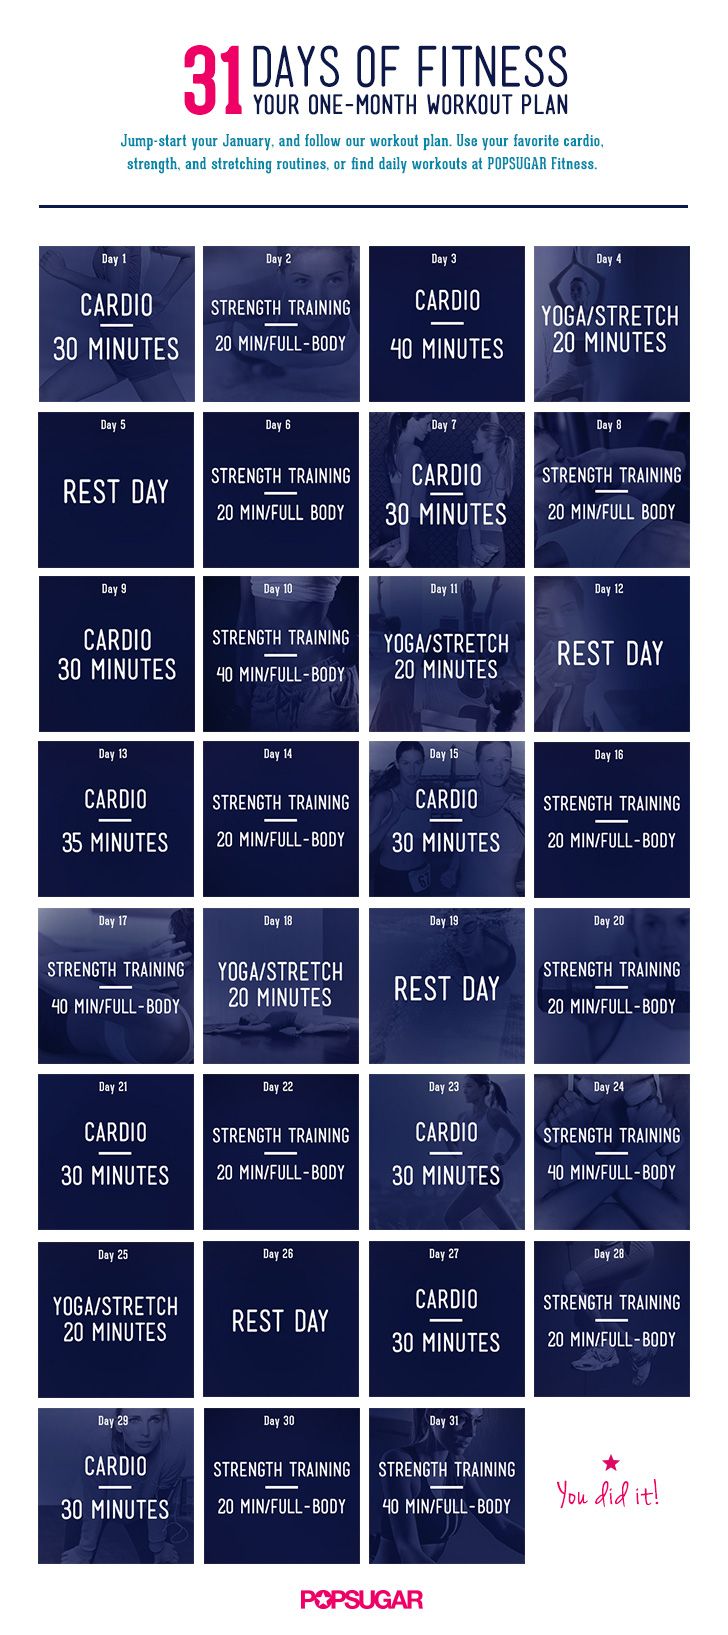 31 DAYS OF FITNESS
YOUR ONE-MONTH WORKOUT PLAN
Jump-start your January, and follow our workout plan. Use your favorite cardio,
strength, and stretching routines, or find daily workouts at POPSUGAR Fitness.
Day 1
CARDIO
30 MINUTES
Day 2
STRENGTH TRAINING
20 MIN/FULL-BODY
Day 3
CARDIO
40 MINUTES
Day 4
YOGA/STRETCH
20 MINUTES
Day 5
REST DAY
Day 6
STRENGTH TRAINING
20 MIN/FULL BODY
Day 7
CARDIO
30 MINUTES
Day 8
STRENGTH TRAINING
20 MIN/FULL BODY
Day 9
CARDIO
30 MINUTES
Day 10
STRENGTH TRAINING
40 MIN/FULL-BODY
Day 11
YOGA/STRETCH
20 MINUTES
Day 12
REST DAY
Day 13
CARDIO
35 MINUTES
Day 14
STRENGTH TRAINING
20 MIN/FULL-BODY
Day 15
CARDIO
30 MINUTES
Day 16
STRENGTH TRAINING
20 MIN/FULL-BODY
Day 17
STRENGTH TRAINING
40 MIN/FULL-BODY
Day 18
YOGA/STRETCH
20 MINUTES
Day 19
REST DAY
Day 20
STRENGTH TRAINING
20 MIN/FULL-BODY
Day 21
CARDIO
30 MINUTES
Day 22
STRENGTH TRAINING
20 MIN/FULL-BODY
Day 23
CARDIO
30 MINUTES
Day 24
STRENGTH TRAINING
40 MIN/FULL-BODY
Day 25
YOGA/STRETCH
20 MINUTES
Day 26
REST DAY
Day 27
CARDIO
30 MINUTES
Day 28
STRENGTH TRAINING
20 MIN/FULL-BODY
Day 29
CARDIO
30 MINUTES
Day 30
STRENGTH TRAINING
20 MIN/FULL-BODY
Day 31
STRENGTH TRAINING
40 MIN/FULL-BODY
You did it!
POPSUGAR